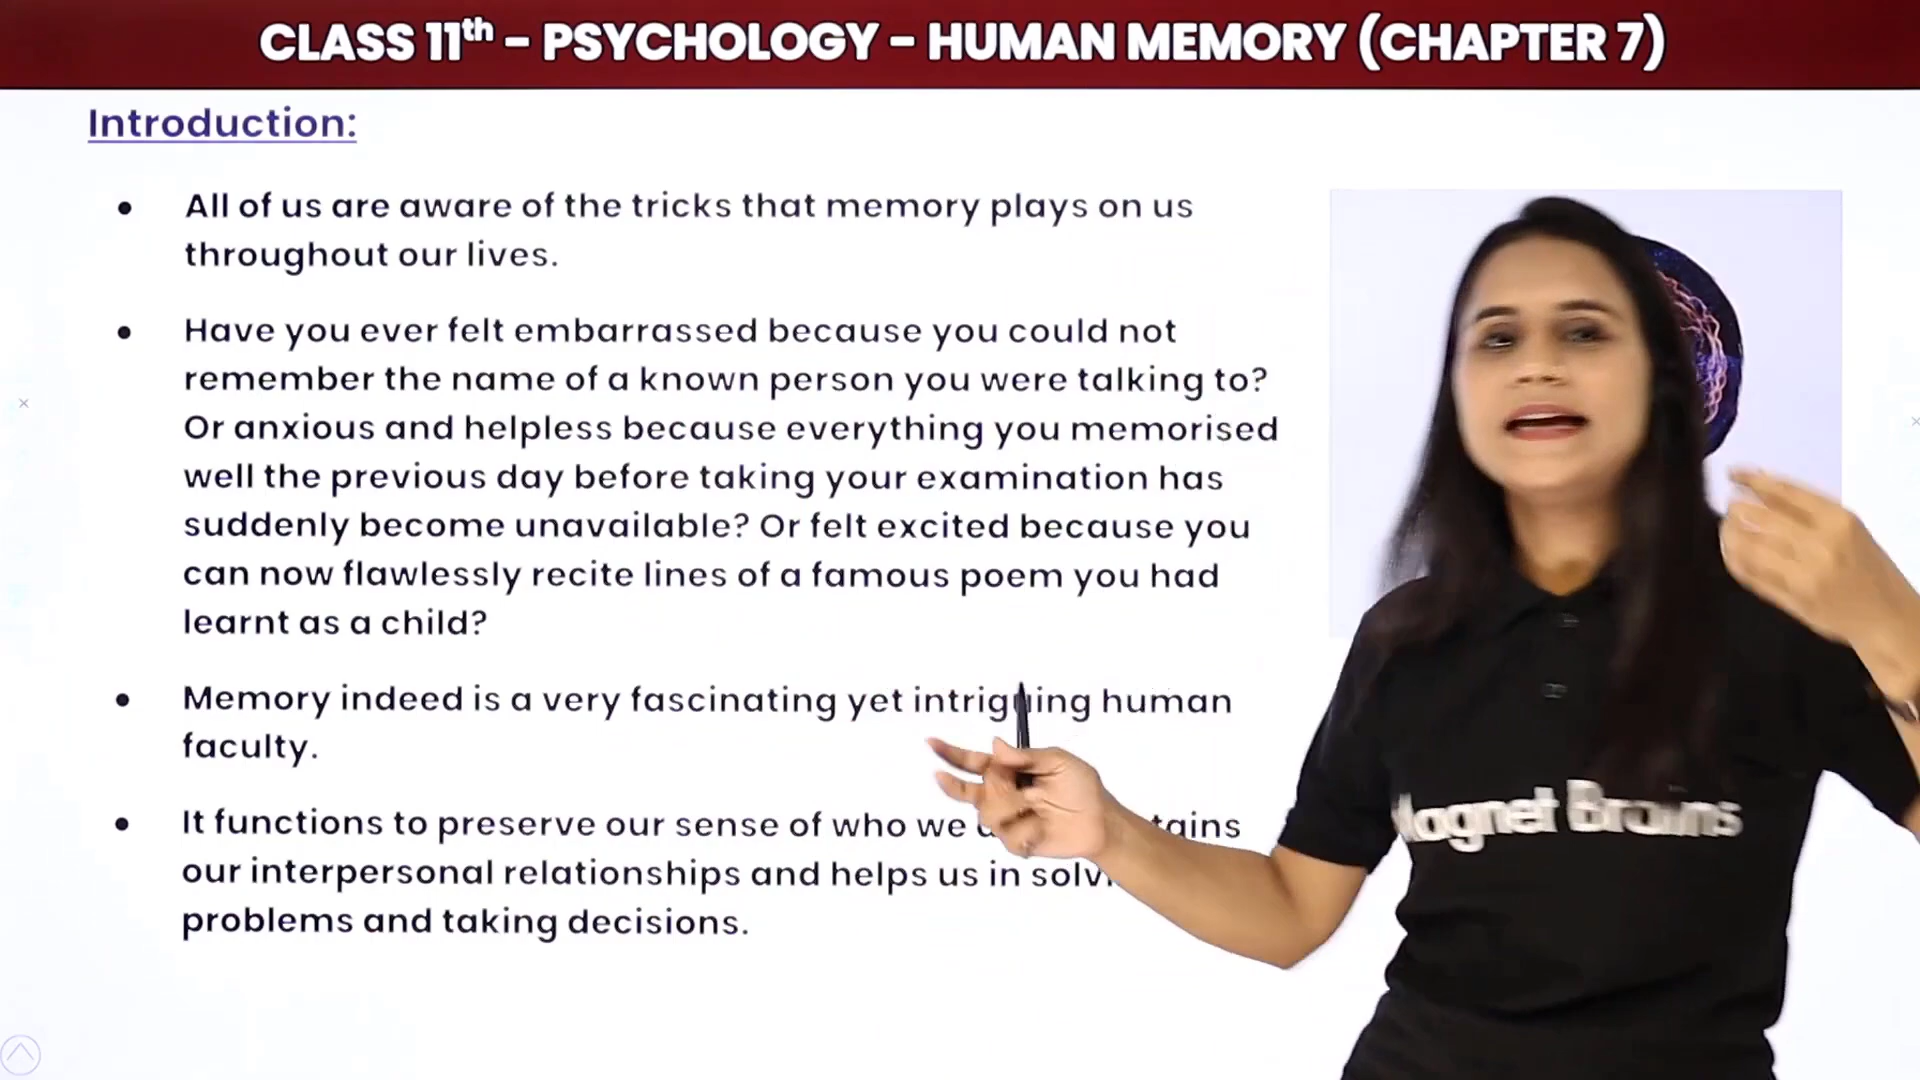 CLASS 11th - PSYCHOLOGY - HUMAN MEMORY (CHAPTER 7)
Introduction:
• All of us are aware of the tricks that memory plays on us
throughout our lives.
• Have you ever felt embarrassed because you could not
remember the name of a known person you were talking to?
Or anxious and helpless because everything you memorised
well the previous day before taking your examination has
suddenly become unavailable? Or felt excited because you
can now flawlessly recite lines of a famous poem you had
learnt as a child?
• Memory indeed is a very fascinating yet intriguing human
faculty.
• It functions to preserve our sense of who we
our interpersonal relationships and helps us in
problems and taking decisions.
Magnet Brains